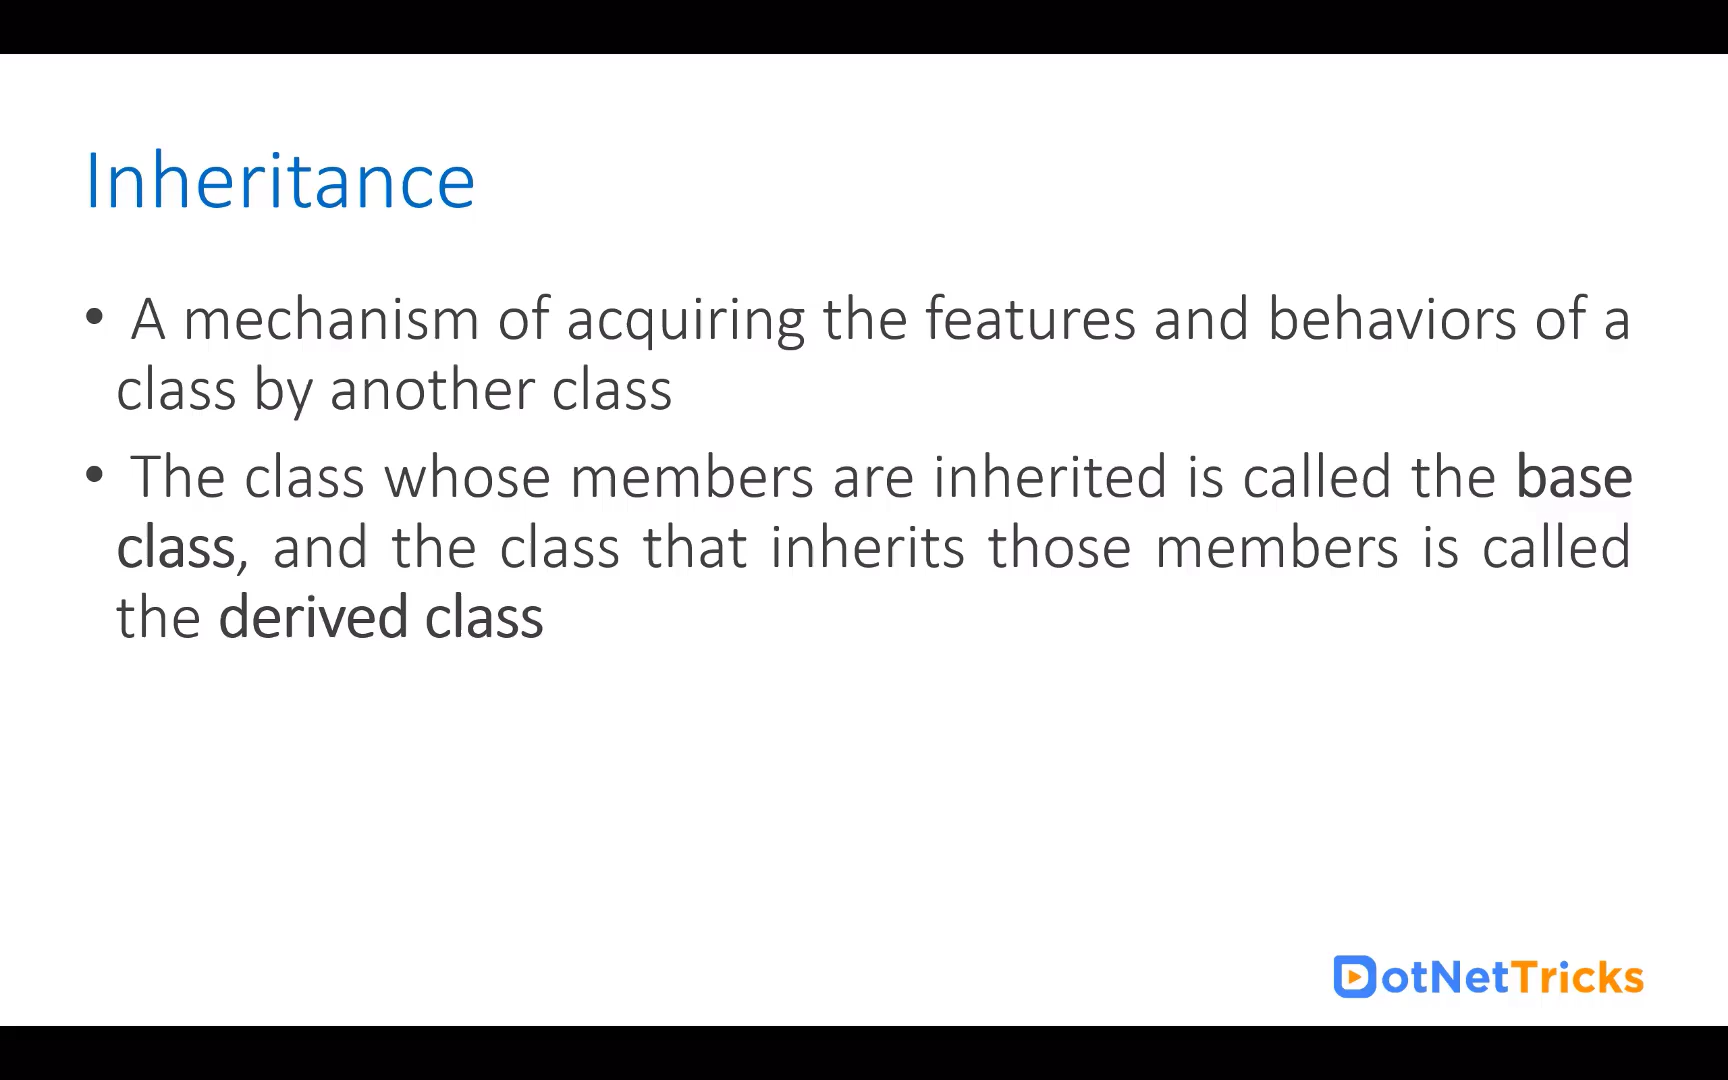 Inheritance
• A mechanism of acquiring the features and behaviors of a
class by another class
• The class whose members are inherited is called the base
class, and the class that inherits those members is called
the derived class
DotNetTricks